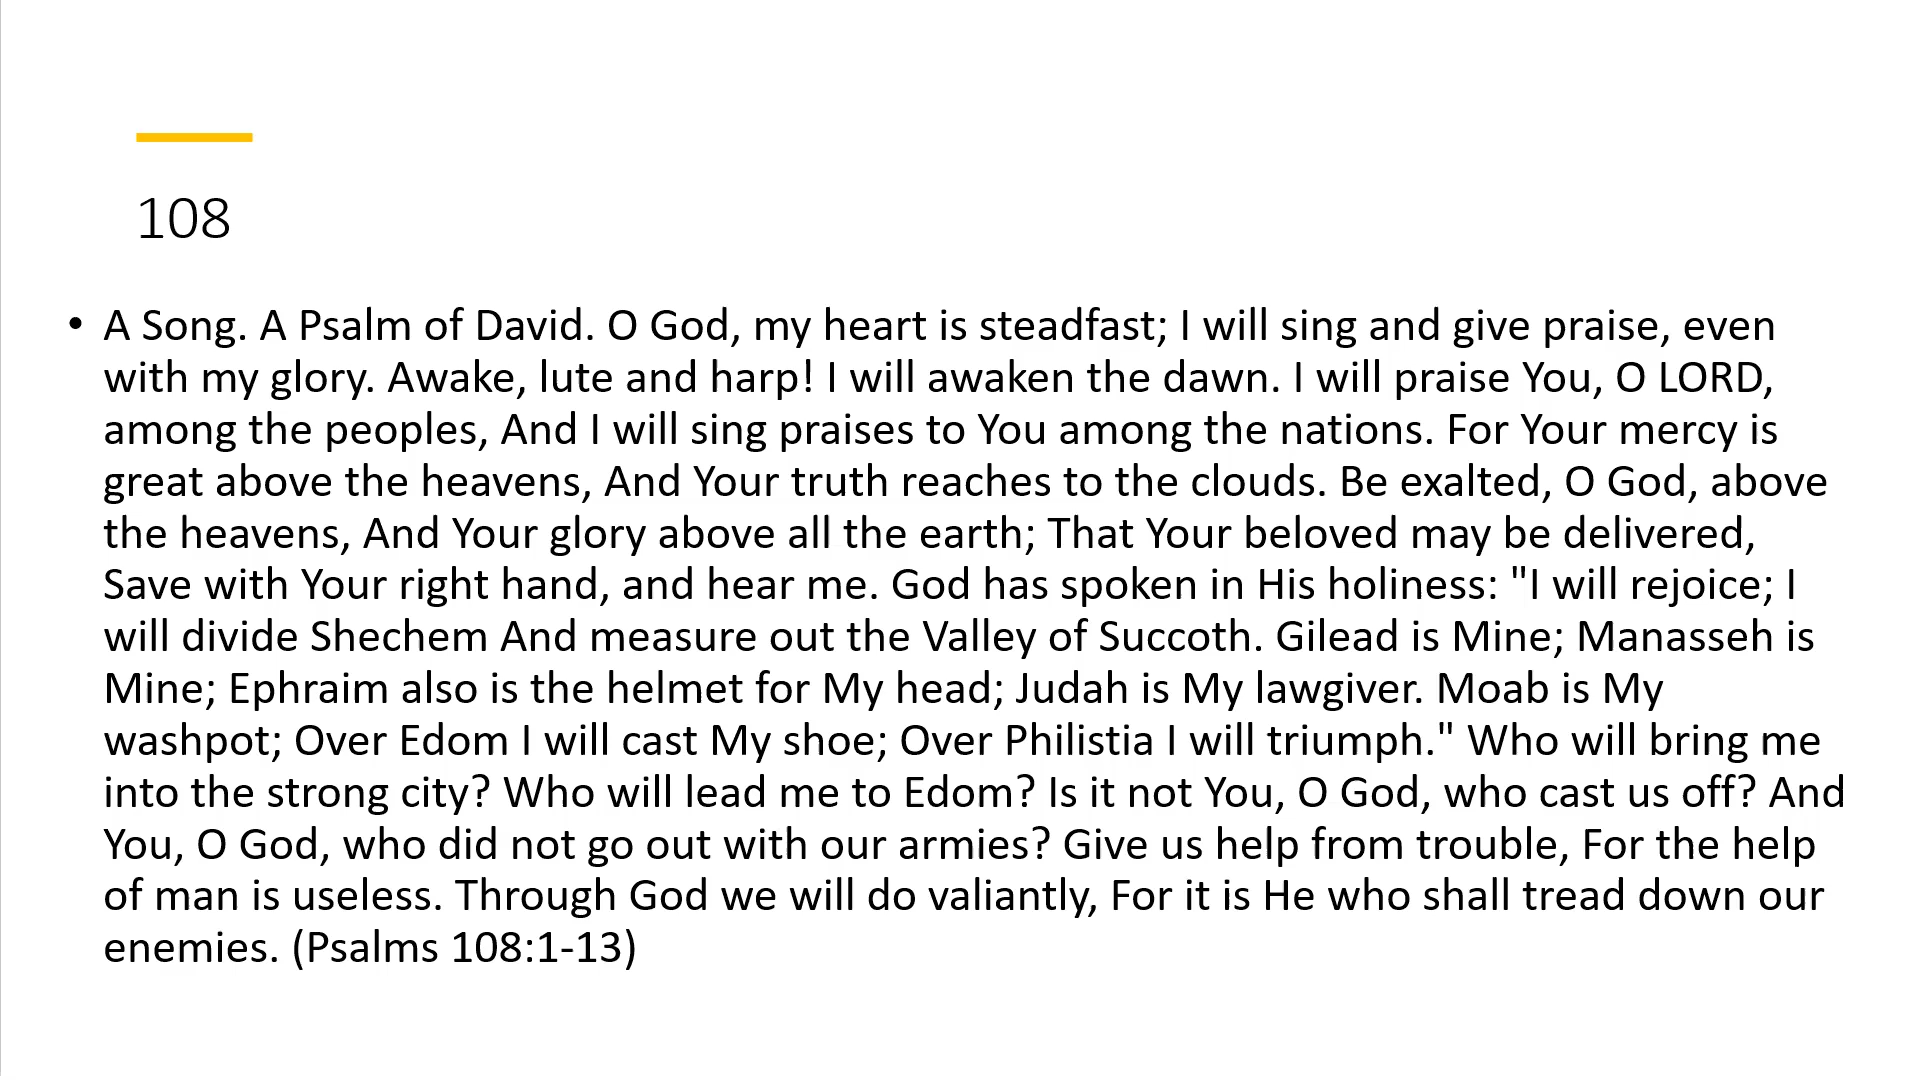 108
• A Song. A Psalm of David. O God, my heart is steadfast; I will sing and give praise, even
with my glory. Awake, lute and harp! I will awaken the dawn. I will praise You, O LORD,
among the peoples, And I will sing praises to You among the nations. For Your mercy is
great above the heavens, And Your truth reaches to the clouds. Be exalted, O God, above
the heavens, And Your glory above all the earth; That Your beloved may be delivered,
Save with Your right hand, and hear me. God has spoken in His holiness: "I will rejoice; I
will divide Shechem And measure out the Valley of Succoth. Gilead is Mine; Manasseh is
Mine; Ephraim also is the helmet for My head; Judah is My lawgiver. Moab is My
washpot; Over Edom I will cast My shoe; Over Philistia I will triumph." Who will bring me
into the strong city? Who will lead me to Edom? Is it not You, O God, who cast us off? And
You, O God, who did not go out with our armies? Give us help from trouble, For the help
of man is useless. Through God we will do valiantly, For it is He who shall tread down our
enemies. (Psalms 108:1-13)